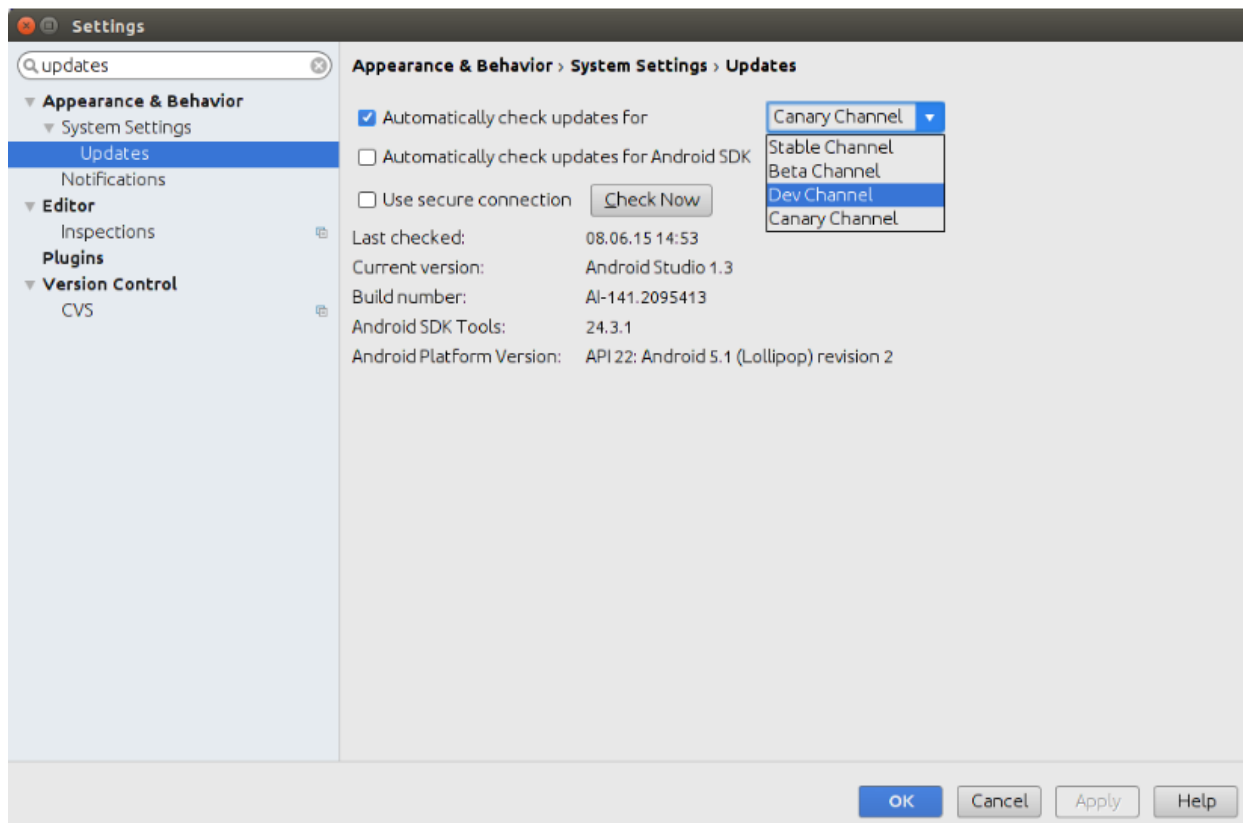 Settings
updates
Appearance & Behavior
System Settings
Updates
Notifications
Editor
Inspections
Plugins
Version Control
CVS
Appearance & Behavior › System Settings › Updates
Automatically check updates for Canary Channel
Stable Channel
Beta Channel
Dev Channel
Canary Channel
Automatically check updates for Android SDK
Use secure connection Check Now
Last checked: 08.06.15 14:53
Current version: Android Studio 1.3
Build number: AI-141.2095413
Android SDK Tools: 24.3.1
Android Platform Version: API 22: Android 5.1 (Lollipop) revision 2
OK Cancel Apply Help